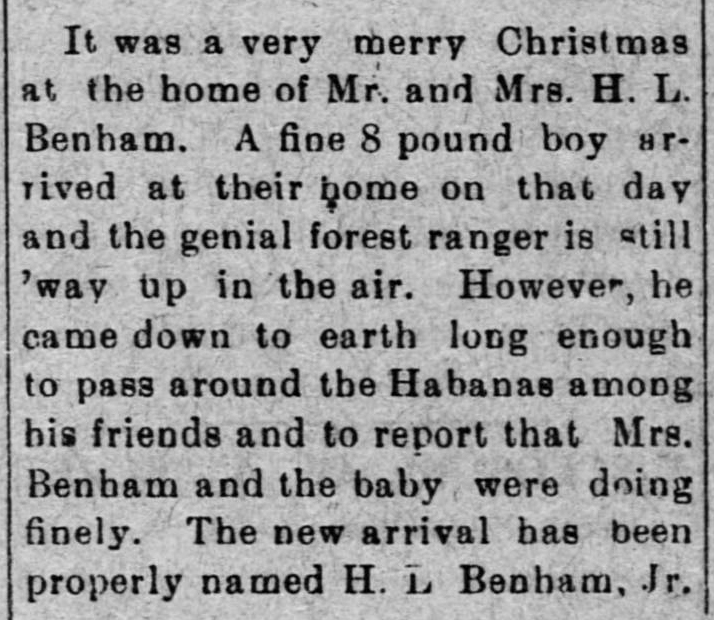 It was a very merry Christmas
at the home of Mr. and Mrs. H. L.
Benham. A fine 8 pound boy ar-
rived at their home on that day
and the genial forest ranger is still
'way up in the air. However, he
came down to earth long enough
to pass around the Habanas among
his friends and to report that Mrs.
Benham and the baby were doing
finely. The new arrival has been
properly named H. L Benham, Jr.